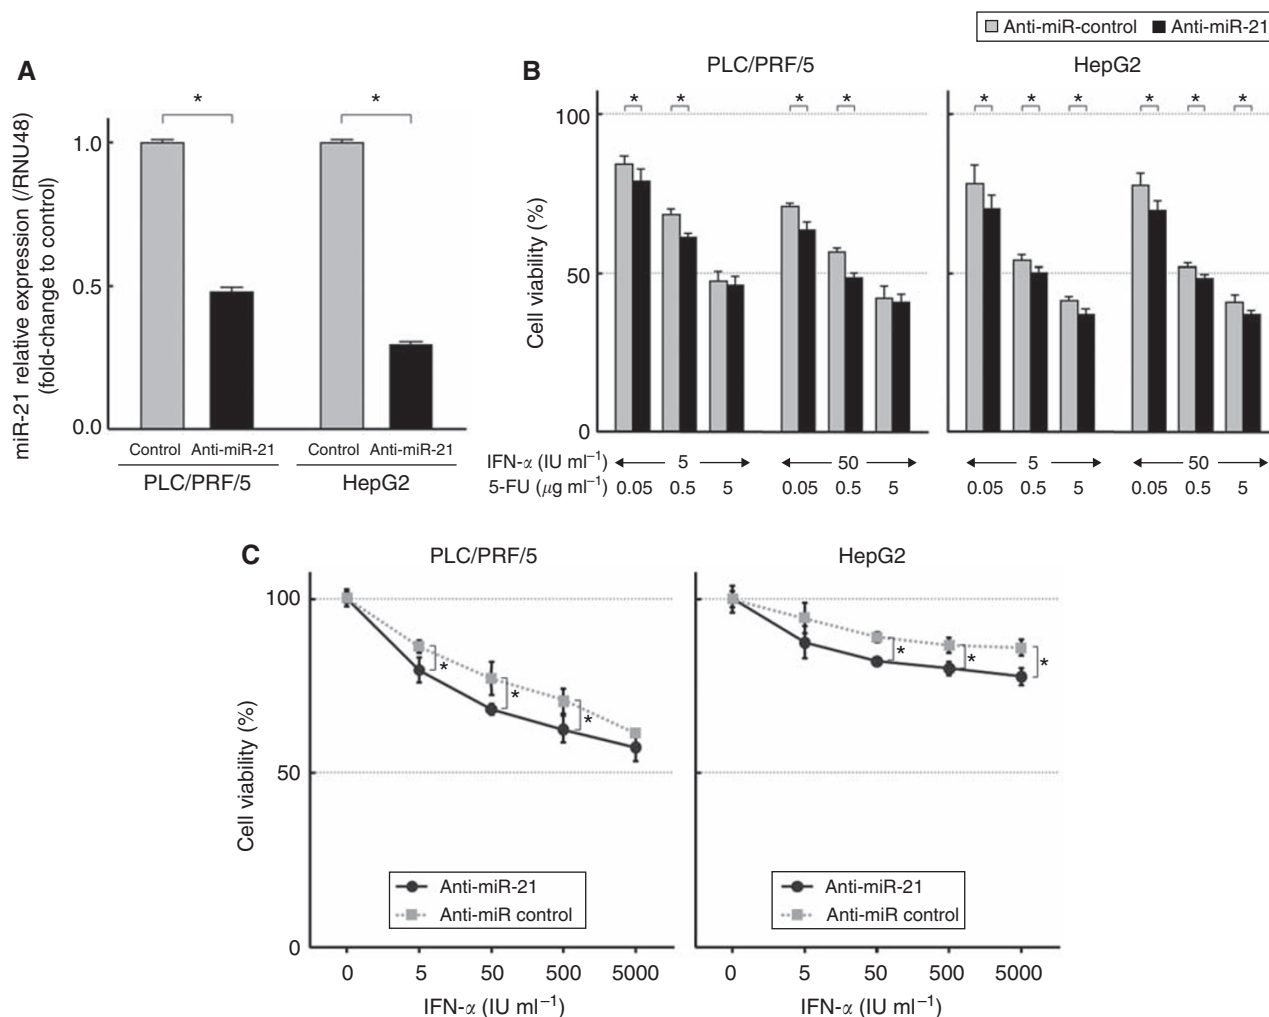 Anti-miR-control Anti-miR-21
A
miR-21 relative expression (/RNU48)
(fold-change to control)
* *
1.0
0.5
0.0
Control Anti-miR-21 Control Anti-miR-21
PLC/PRF/5 HepG2
B
PLC/PRF/5 HepG2
Cell viability (%)
* * * * * * * * * *
100
50
0
IFN-α (IU ml⁻¹) 5 50 5 50
5-FU (μg ml⁻¹) 0.05 0.5 5 0.05 0.5 5 0.05 0.5 5 0.05 0.5 5
C
PLC/PRF/5 HepG2
Cell viability (%)
100
50
0
* * * * * *
Anti-miR-21 Anti-miR-21
Anti-miR control Anti-miR control
0 5 50 500 5000 0 5 50 500 5000
IFN-α (IU ml⁻¹) IFN-α (IU ml⁻¹)